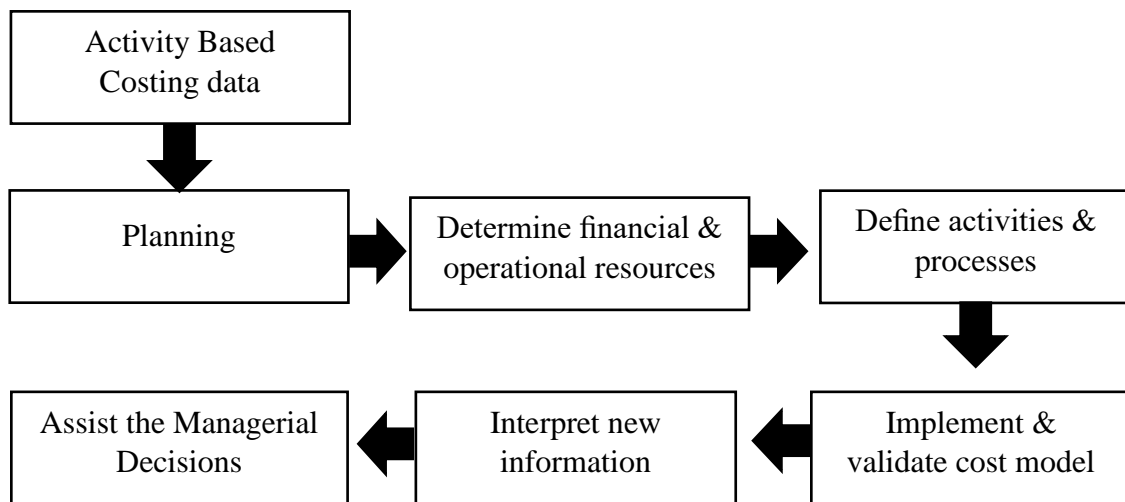 Activity Based
Costing data
Planning
Determine financial &
operational resources
Define activities &
processes
Assist the Managerial
Decisions
Interpret new
information
Implement &
validate cost model